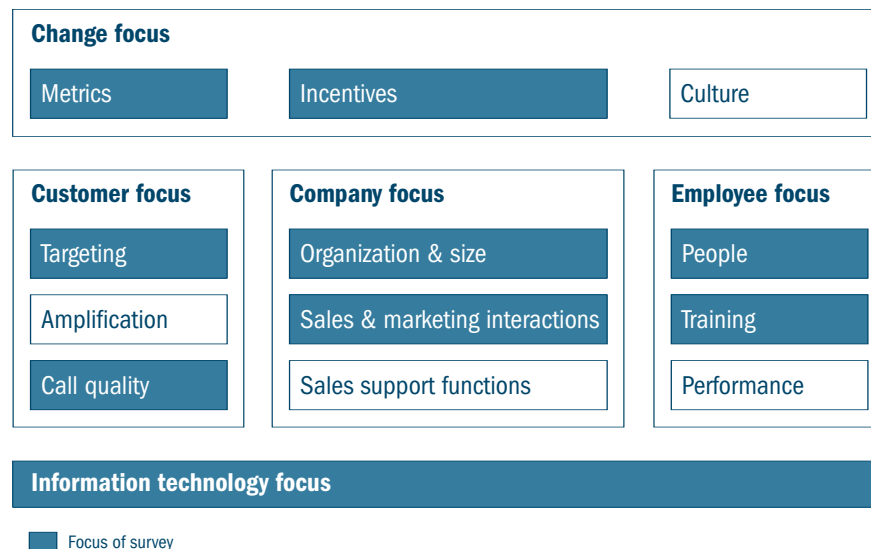 Change focus
Metrics
Incentives
Culture
Customer focus
Targeting
Amplification
Call quality
Company focus
Organization & size
Sales & marketing interactions
Sales support functions
Employee focus
People
Training
Performance
Information technology focus
Focus of survey